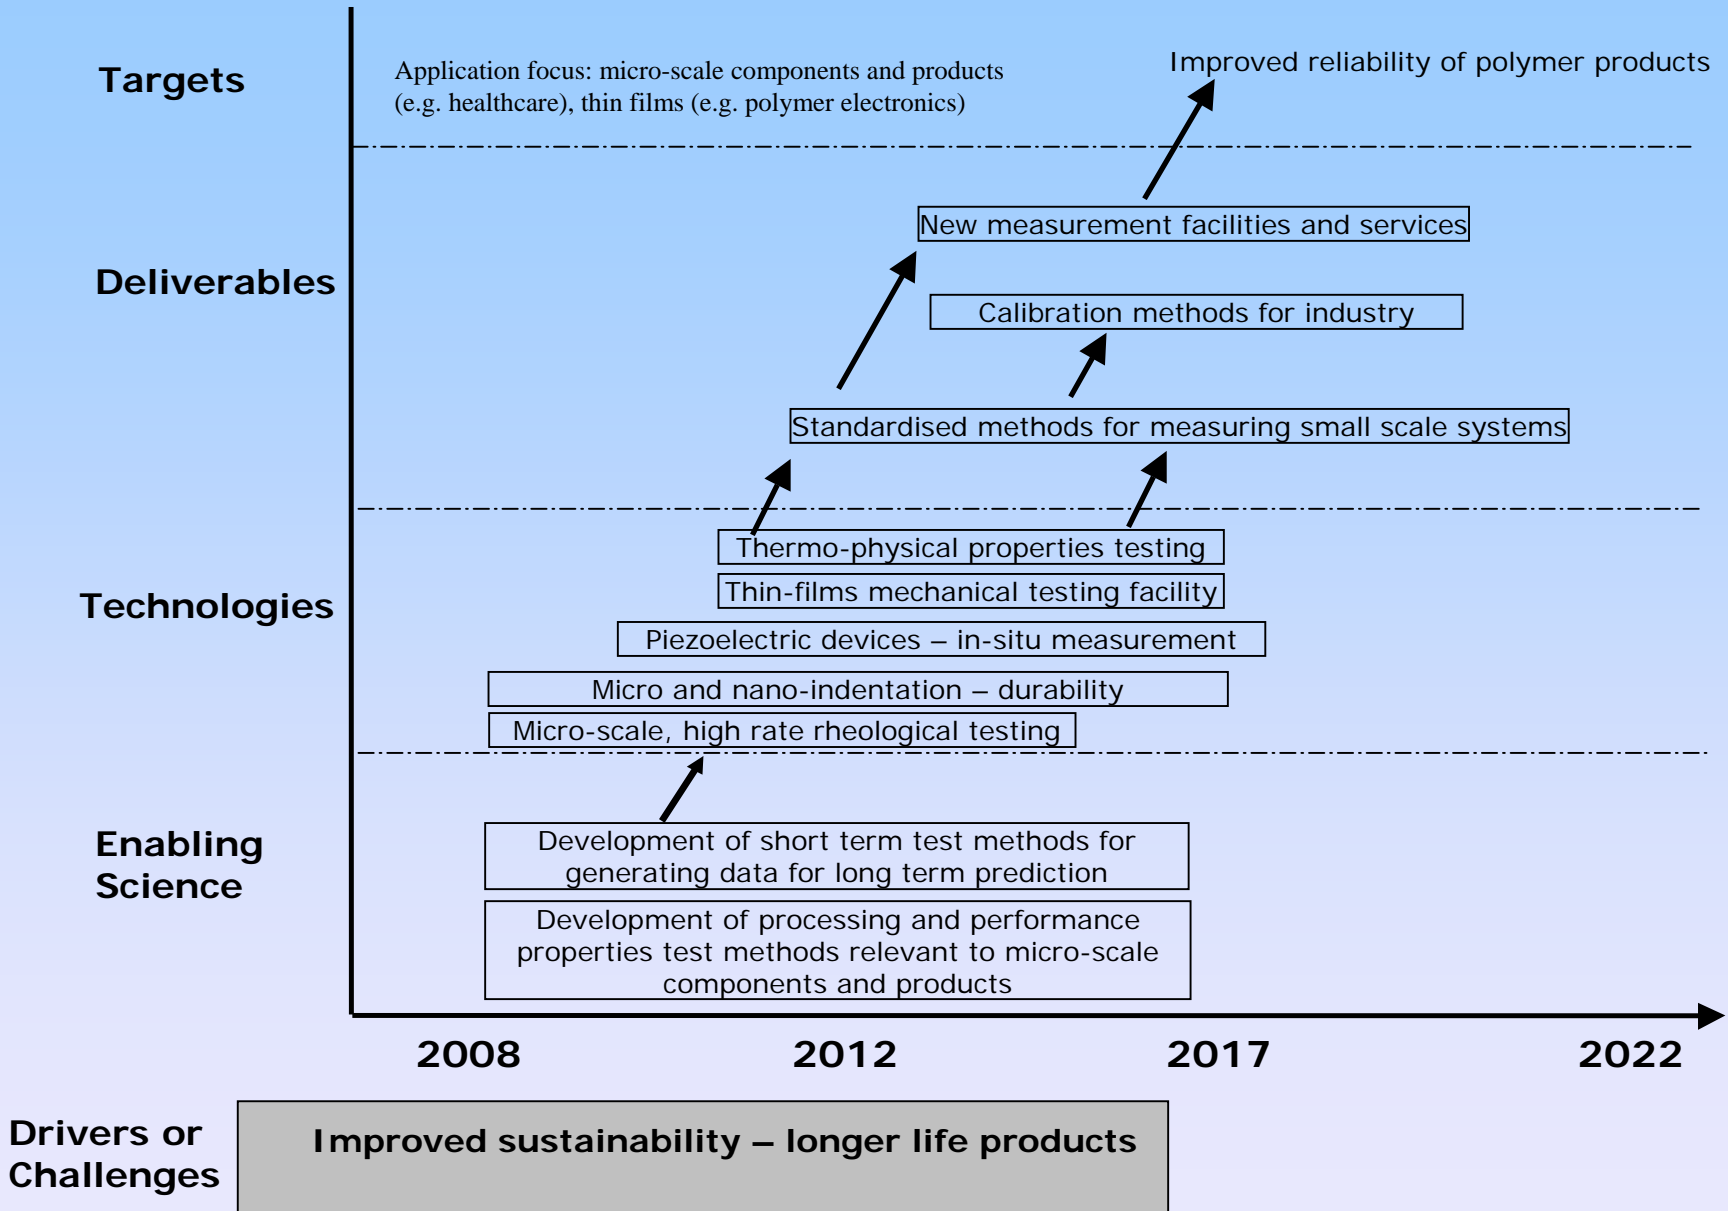 Targets
Application focus: micro-scale components and products
(e.g. healthcare), thin films (e.g. polymer electronics)
Improved reliability of polymer products
Deliverables
New measurement facilities and services
Calibration methods for industry
Standardised methods for measuring small scale systems
Technologies
Thermo-physical properties testing
Thin-films mechanical testing facility
Piezoelectric devices – in-situ measurement
Micro and nano-indentation – durability
Micro-scale, high rate rheological testing
Enabling
Science
Development of short term test methods for
generating data for long term prediction
Development of processing and performance
properties test methods relevant to micro-scale
components and products
2008 2012 2017 2022
Drivers or
Challenges
Improved sustainability – longer life products